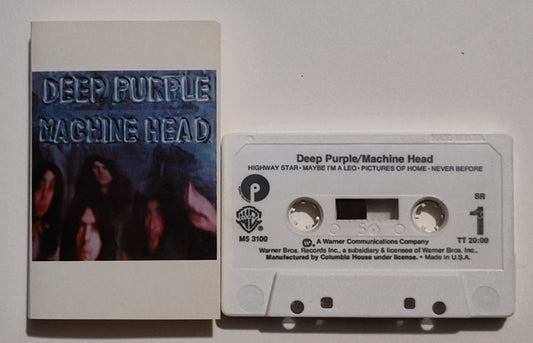 DEEP PURPLE
MACHINE HEAD
Deep Purple/Machine Head
HIGHWAY STAR • MAYBE I'M A LEO • PICTURES OF HOME • NEVER BEFORE
SR
1
M5 3100
TT 20:00
A Warner Communications Company
Warner Bros. Records Inc., a subsidiary & licensee of Warner Bros. Inc.,
Manufactured by Columbia House under license. • Made in U.S.A.